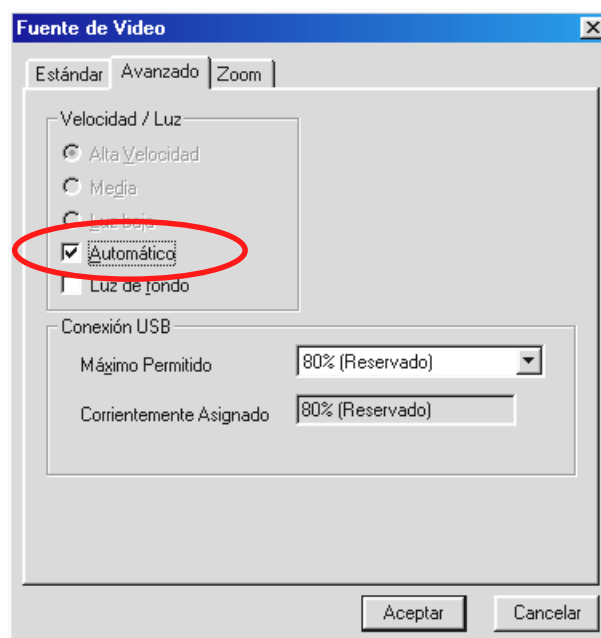 Fuente de Video
Estándar Avanzado Zoom
Velocidad / Luz
Alta Velocidad
Media
Luz baja
Automático
Luz de fondo
Conexión USB
Máximo Permitido 80% (Reservado)
Corrientemente Asignado 80% (Reservado)
Aceptar Cancelar